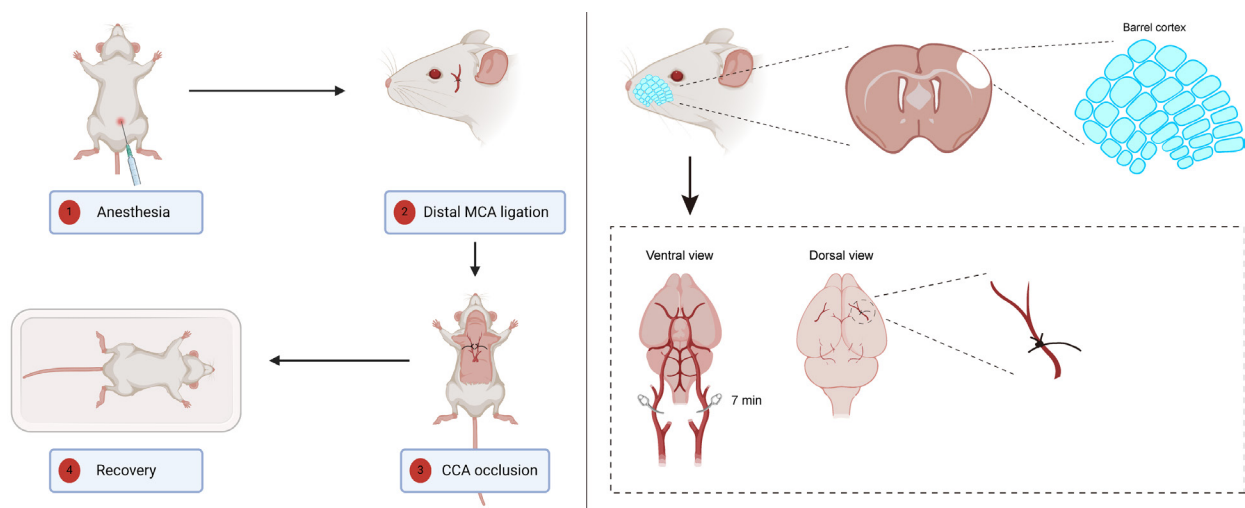 1 Anesthesia
2 Distal MCA ligation
3 CCA occlusion
4 Recovery
Barrel cortex
Ventral view
Dorsal view
7 min